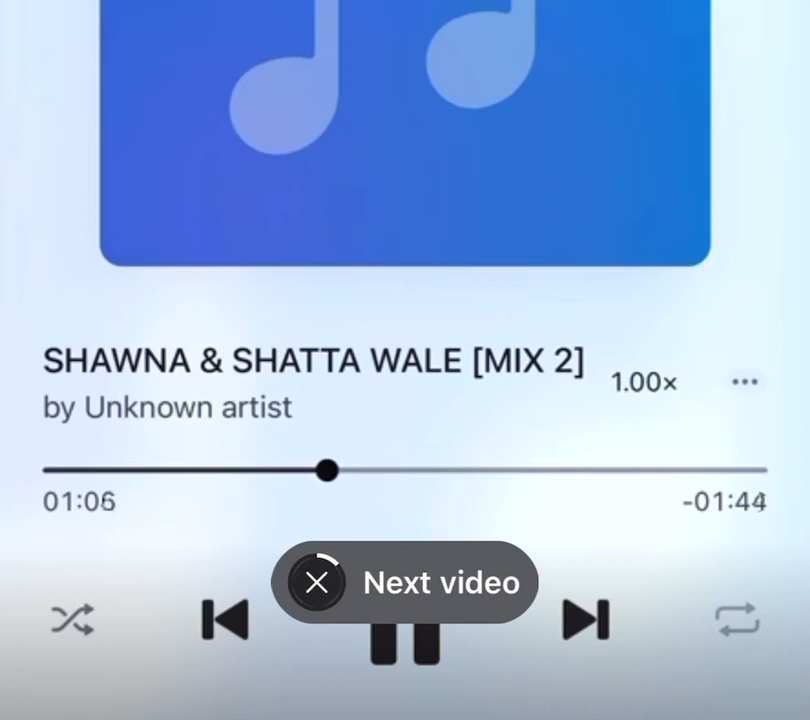 SHAWNA & SHATTA WALE [MIX 2]
1.00×
by Unknown artist
01:06
-01:44
Next video